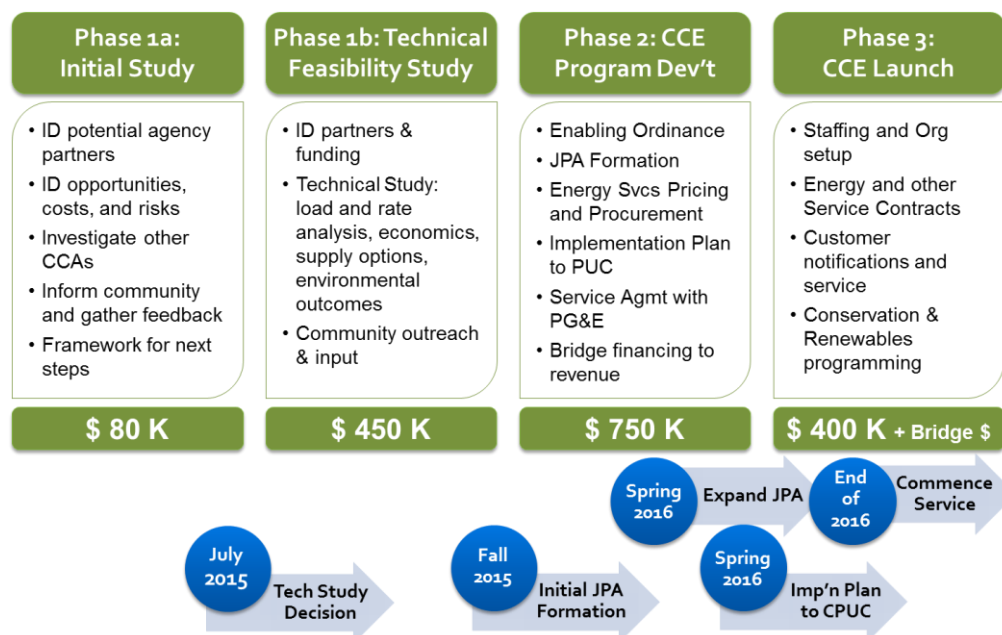 Phase 1a:
Initial Study
• ID potential agency
partners
• ID opportunities,
costs, and risks
• Investigate other
CCAs
• Inform community
and gather feedback
• Framework for next
steps
$ 80 K
Phase 1b: Technical
Feasibility Study
• ID partners &
funding
• Technical Study:
load and rate
analysis, economics,
supply options,
environmental
outcomes
• Community outreach
& input
$ 450 K
Phase 2: CCE
Program Dev't
• Enabling Ordinance
• JPA Formation
• Energy Svcs Pricing
and Procurement
• Implementation Plan
to PUC
• Service Agmt with
PG&E
• Bridge financing to
revenue
$ 750 K
Phase 3:
CCE Launch
• Staffing and Org
setup
• Energy and other
Service Contracts
• Customer
notifications and
service
• Conservation &
Renewables
programming
$ 400 K + Bridge $
Spring
2016
Expand JPA
End
of
2016
Commence
Service
July
2015
Tech Study
Decision
Fall
2015
Initial JPA
Formation
Spring
2016
Imp'n Plan
to CPUC